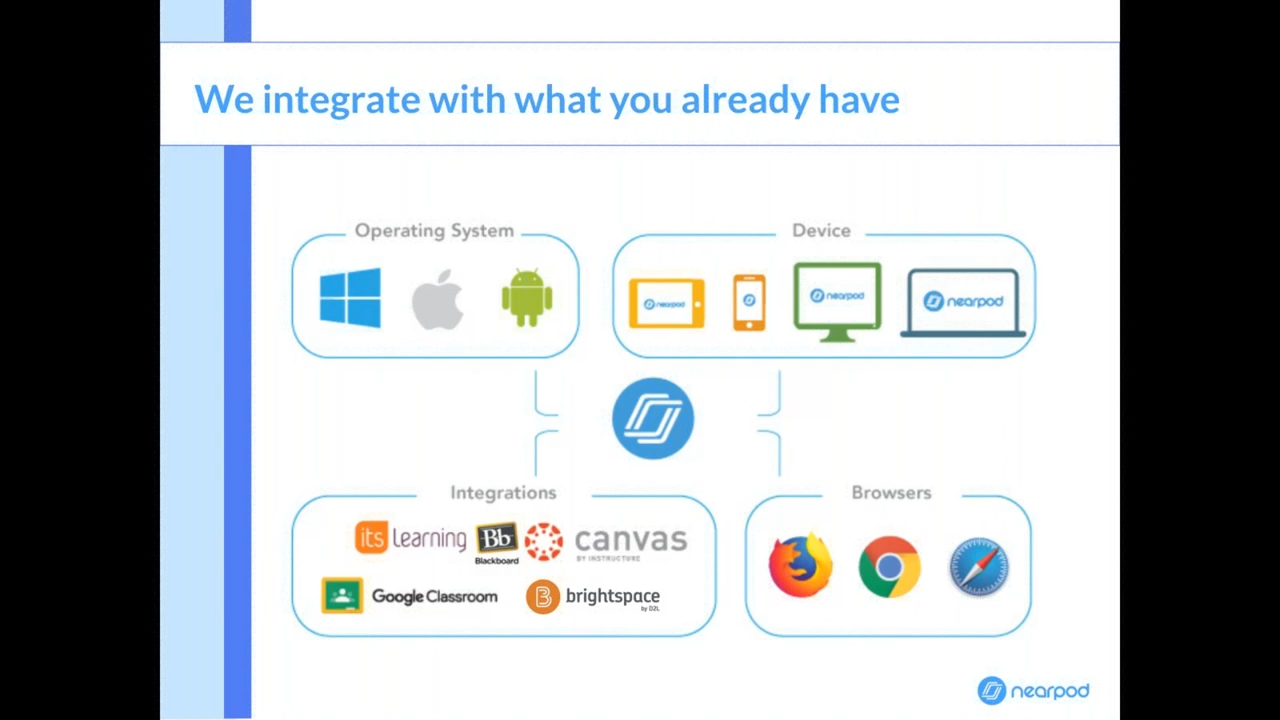 We integrate with what you already have
Operating System
Device
nearpod
nearpod
nearpod
Integrations
Browsers
its Learning
Bb
Blackboard
canvas
BY INSTRUCTURE
Google Classroom
B brightspace
by D2L
nearpod